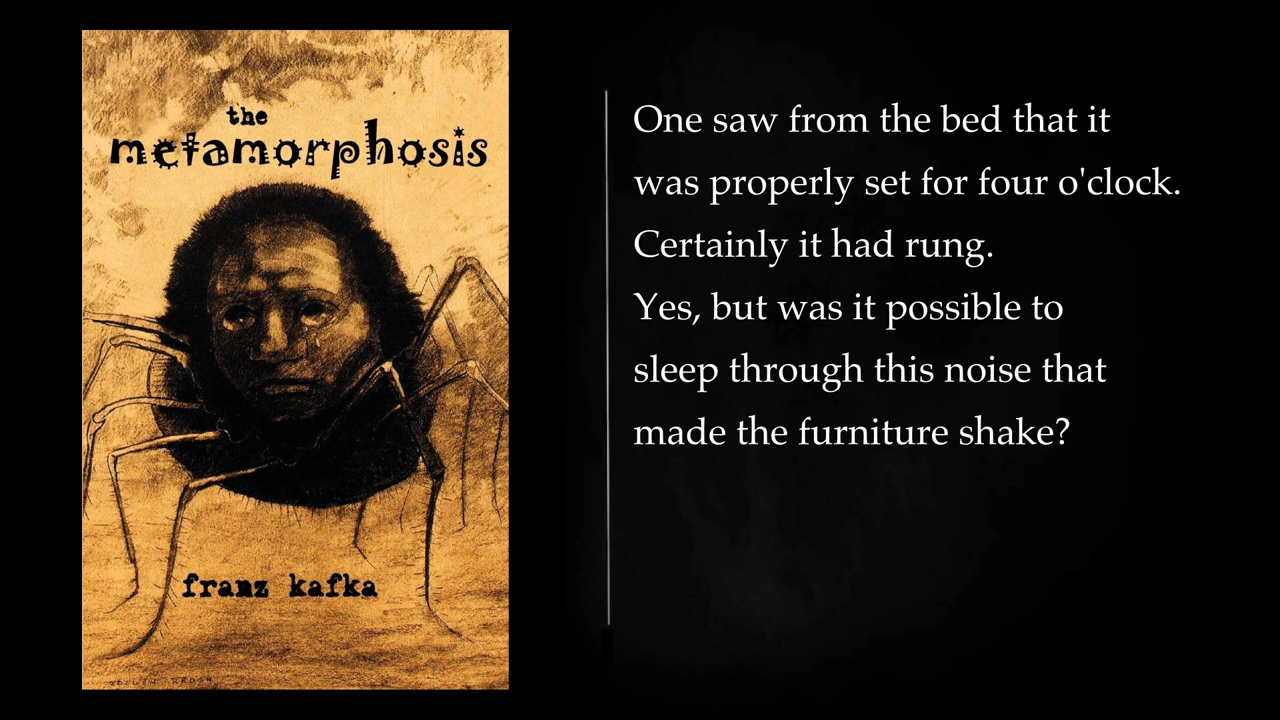 the
metamorphosis
franz kafka
One saw from the bed that it
was properly set for four o'clock.
Certainly it had rung.
Yes, but was it possible to
sleep through this noise that
made the furniture shake?